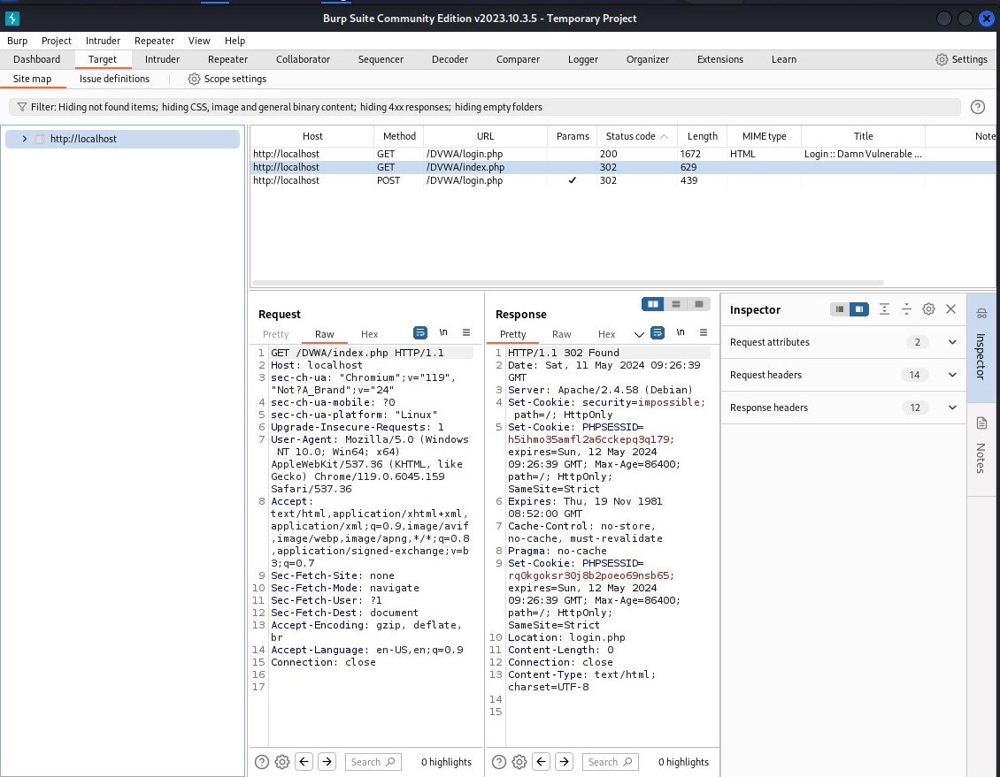 Burp Suite Community Edition v2023.10.3.5 - Temporary Project
Burp Project Intruder Repeater View Help
Dashboard Target Intruder Repeater Collaborator Sequencer Decoder Comparer Logger Organizer Extensions Learn Settings
Site map Issue definitions Scope settings
Filter: Hiding not found items; hiding CSS, image and general binary content; hiding 4xx responses; hiding empty folders
http://localhost
Host Method URL Params Status code Length MIME type Title Note
http://localhost GET /DVWA/login.php 200 1672 HTML Login :: Damn Vulnerable ...
http://localhost GET /DVWA/index.php 302 629
http://localhost POST /DVWA/login.php ✓ 302 439
Request
Pretty Raw Hex \n
1 GET /DVWA/index.php HTTP/1.1
2 Host: localhost
3 sec-ch-ua: "Chromium";v="119",
"Not?A_Brand";v="24"
4 sec-ch-ua-mobile: ?0
5 sec-ch-ua-platform: "Linux"
6 Upgrade-Insecure-Requests: 1
7 User-Agent: Mozilla/5.0 (Windows
NT 10.0; Win64; x64)
AppleWebKit/537.36 (KHTML, like
Gecko) Chrome/119.0.6045.159
Safari/537.36
8 Accept:
text/html,application/xhtml+xml,
application/xml;q=0.9,image/avif
,image/webp,image/apng,*/*;q=0.8
,application/signed-exchange;v=b
3;q=0.7
9 Sec-Fetch-Site: none
10 Sec-Fetch-Mode: navigate
11 Sec-Fetch-User: ?1
12 Sec-Fetch-Dest: document
13 Accept-Encoding: gzip, deflate,
br
14 Accept-Language: en-US,en;q=0.9
15 Connection: close
16
17
Search 0 highlights
Response
Pretty Raw Hex \n
1 HTTP/1.1 302 Found
2 Date: Sat, 11 May 2024 09:26:39
GMT
3 Server: Apache/2.4.58 (Debian)
4 Set-Cookie: security=impossible;
path=/; HttpOnly
5 Set-Cookie: PHPSESSID=
h5ihmo35amfl2a6cckepq3q179;
expires=Sun, 12 May 2024
09:26:39 GMT; Max-Age=86400;
path=/; HttpOnly;
SameSite=Strict
6 Expires: Thu, 19 Nov 1981
08:52:00 GMT
7 Cache-Control: no-store,
no-cache, must-revalidate
8 Pragma: no-cache
9 Set-Cookie: PHPSESSID=
rq0kgoksr30j8b2poeo69nsb65;
expires=Sun, 12 May 2024
09:26:39 GMT; Max-Age=86400;
path=/; HttpOnly;
SameSite=Strict
10 Location: login.php
11 Content-Length: 0
12 Connection: close
13 Content-Type: text/html;
charset=UTF-8
14
15
Search 0 highlights
Inspector
Request attributes 2
Request headers 14
Response headers 12
Inspector
Notes